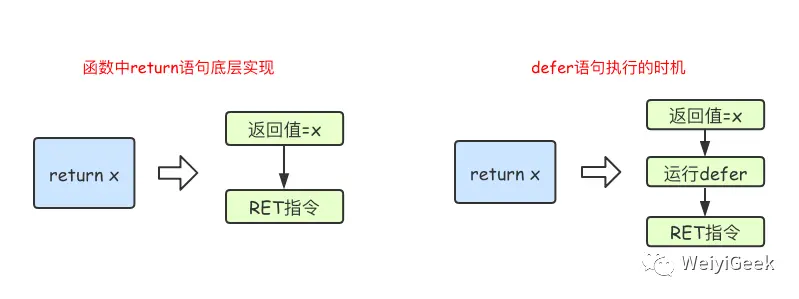 函数中return语句底层实现
return x
返回值=x
RET指令
defer语句执行的时机
return x
返回值=x
运行defer
RET指令
WeiyiGeek